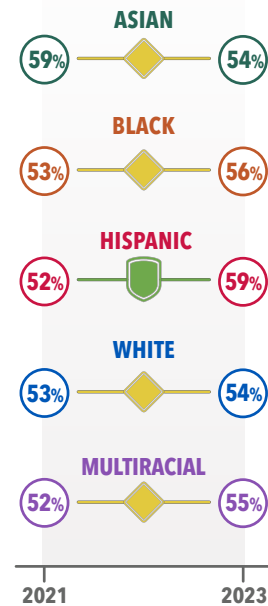 ASIAN
59% 54%
BLACK
53% 56%
HISPANIC
52% 59%
WHITE
53% 54%
MULTIRACIAL
52% 55%
2021 2023